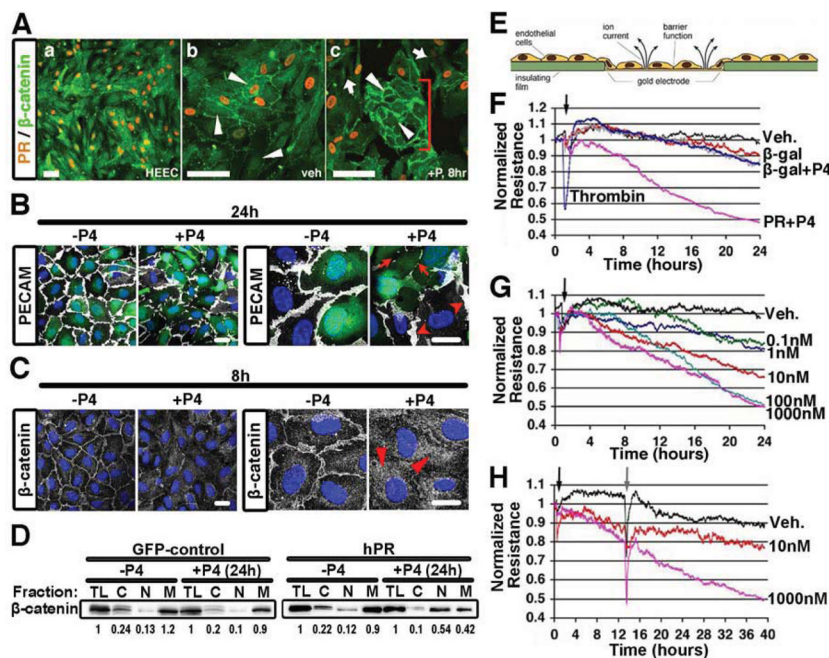 A
PR / β-catenin
a
b
c
HEEC
veh
+P, 8hr
B
24h
-P4
+P4
-P4
+P4
PECAM
PECAM
C
8h
-P4
+P4
-P4
+P4
β-catenin
β-catenin
D
GFP-control
hPR
-P4
+P4 (24h)
-P4
+P4 (24h)
Fraction: TL C N M TL C N M TL C N M TL C N M
β-catenin
1 0.24 0.13 1.2 1 0.2 0.1 0.9 1 0.22 0.12 0.9 1 0.1 0.54 0.42
E
endothelial cells
ion current
barrier function
insulating film
gold electrode
F
Normalized Resistance
1.1
1
0.9
0.8
0.7
0.6
0.5
0.4
1.2
Veh.
β-gal
β-gal+P4
Thrombin
PR+P4
0 4 8 12 16 20 24
Time (hours)
G
Normalized Resistance
1.1
1
0.9
0.8
0.7
0.6
0.5
0.4
Veh.
0.1nM
1nM
10nM
100nM
1000nM
0 4 8 12 16 20 24
Time (hours)
H
Normalized Resistance
1.1
1
0.9
0.8
0.7
0.6
0.5
0.4
Veh.
10nM
1000nM
0 4 8 12 16 20 24 28 32 36 40
Time (hours)